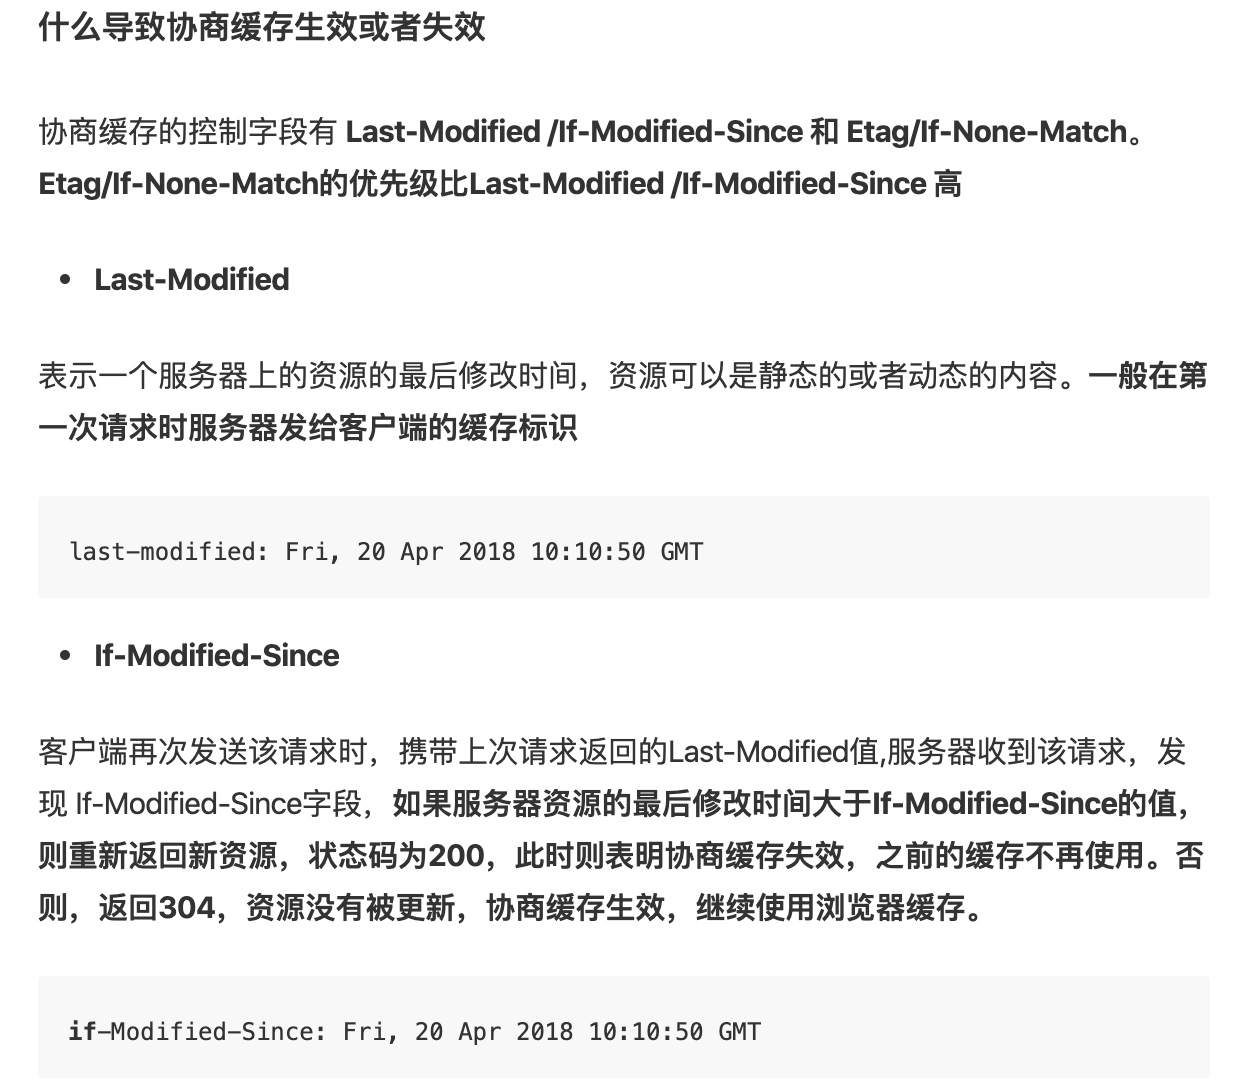 什么导致协商缓存生效或者失效
协商缓存的控制字段有 Last-Modified /If-Modified-Since 和 Etag/If-None-Match。
Etag/If-None-Match的优先级比Last-Modified /If-Modified-Since 高
• Last-Modified
表示一个服务器上的资源的最后修改时间，资源可以是静态的或者动态的内容。一般在第
一次请求时服务器发给客户端的缓存标识
last-modified: Fri, 20 Apr 2018 10:10:50 GMT
• If-Modified-Since
客户端再次发送该请求时，携带上次请求返回的Last-Modified值,服务器收到该请求，发
现 If-Modified-Since字段，如果服务器资源的最后修改时间大于If-Modified-Since的值，
则重新返回新资源，状态码为200，此时则表明协商缓存失效，之前的缓存不再使用。否
则，返回304，资源没有被更新，协商缓存生效，继续使用浏览器缓存。
if-Modified-Since: Fri, 20 Apr 2018 10:10:50 GMT